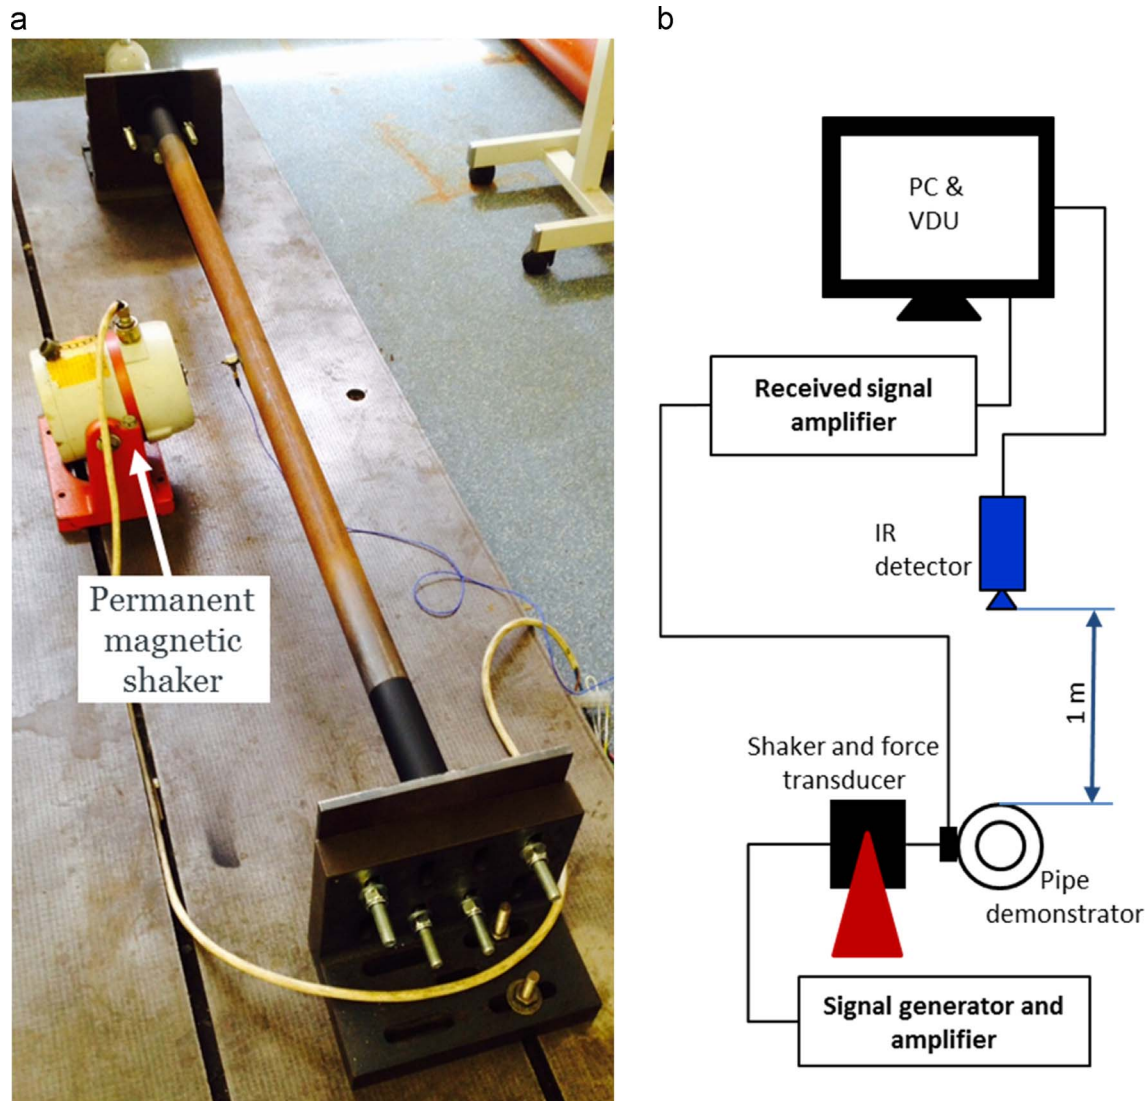 a
b
Permanent
magnetic
shaker
PC &
VDU
Received signal
amplifier
IR
detector
1 m
Shaker and force
transducer
Pipe
demonstrator
Signal generator and
amplifier